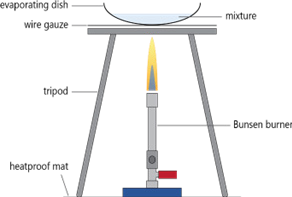 evaporating dish
mixture
wire gauze
tripod
Bunsen burner
heatproof mat